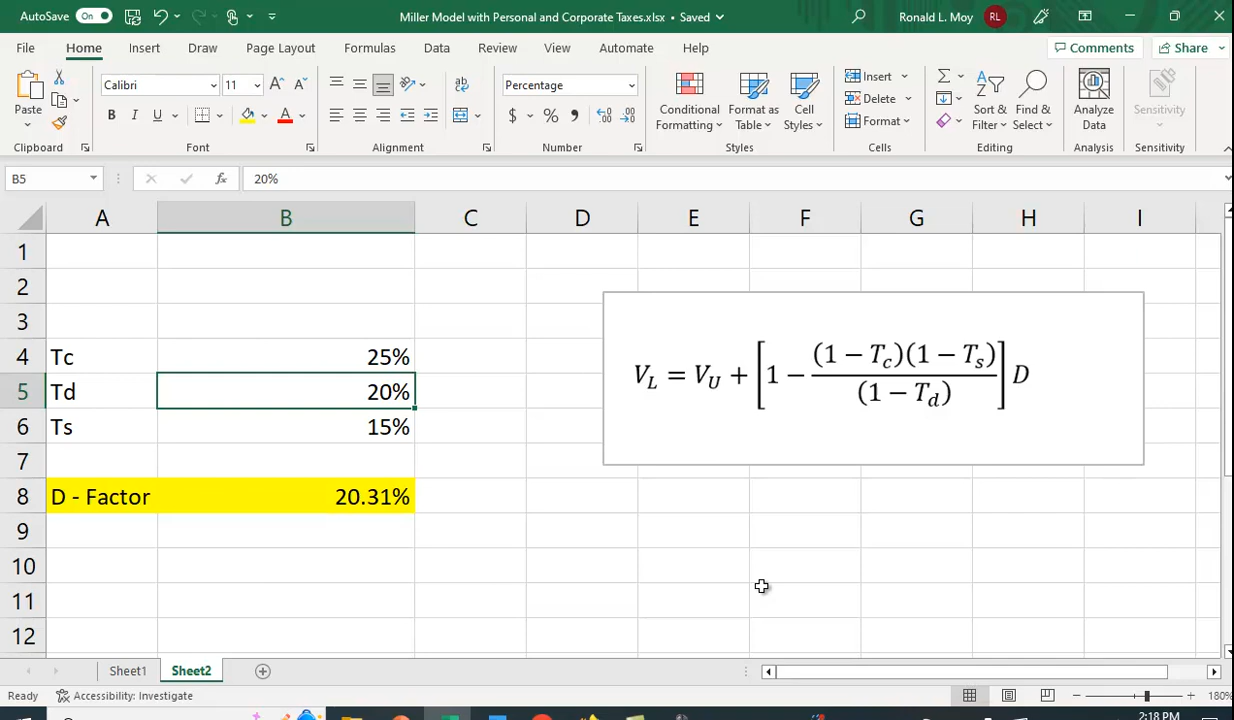 AutoSave On Miller Model with Personal and Corporate Taxes.xlsx - Saved Ronald L. Moy RL
File Home Insert Draw Page Layout Formulas Data Review View Automate Help Comments Share
Paste Calibri 11 A A Percentage Conditional Formatting Format as Table Cell Styles Insert Delete Format Sort & Filter Find & Select Analyze Data Sensitivity
B I U A $ % ,
Clipboard Font Alignment Number Styles Cells Editing Analysis Sensitivity
B5 fx 20%
A B C D E F G H I
1
2
3
4 Tc 25%
5 Td 20%
6 Ts 15%
7
8 D - Factor 20.31%
9
10
11
12
V_L = V_U + [1 − (1 − T_c)(1 − T_s) / (1 − T_d)] D
Sheet1 Sheet2
Ready Accessibility: Investigate 180%
2:18 PM